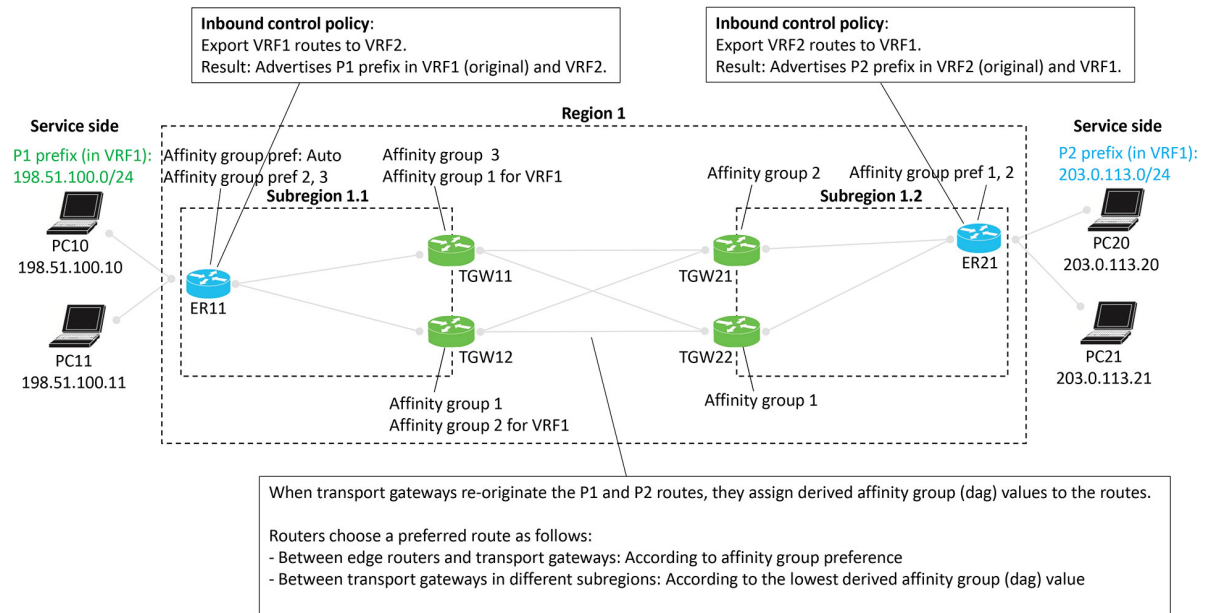 Inbound control policy:
Export VRF1 routes to VRF2.
Result: Advertises P1 prefix in VRF1 (original) and VRF2.
Inbound control policy:
Export VRF2 routes to VRF1.
Result: Advertises P2 prefix in VRF2 (original) and VRF1.
Region 1
Service side
P1 prefix (in VRF1):
198.51.100.0/24
Affinity group pref: Auto
Affinity group pref 2, 3
Affinity group 3
Affinity group 1 for VRF1
Affinity group 2
Affinity group pref 1, 2
Service side
P2 prefix (in VRF1):
203.0.113.0/24
Subregion 1.1
Subregion 1.2
PC10
198.51.100.10
PC11
198.51.100.11
ER11
TGW11
TGW12
TGW21
TGW22
ER21
PC20
203.0.113.20
PC21
203.0.113.21
Affinity group 1
Affinity group 2 for VRF1
Affinity group 1
When transport gateways re-originate the P1 and P2 routes, they assign derived affinity group (dag) values to the routes.
Routers choose a preferred route as follows:
- Between edge routers and transport gateways: According to affinity group preference
- Between transport gateways in different subregions: According to the lowest derived affinity group (dag) value